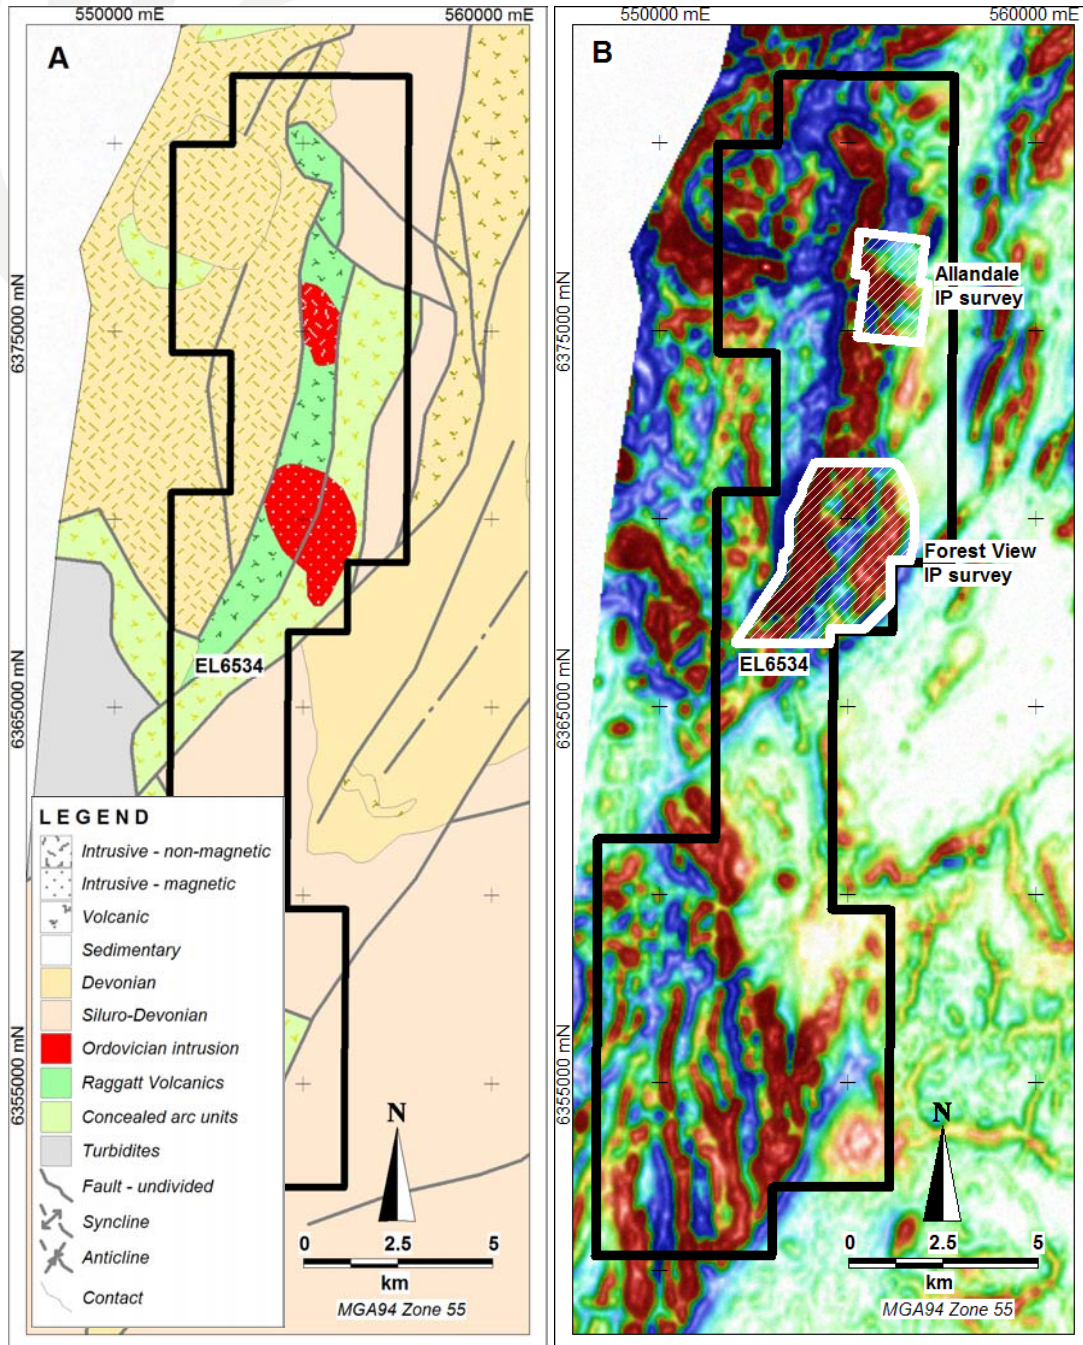 550000 mE
560000 mE
A
6375000 mN
6365000 mN
6355000 mN
EL6534
LEGEND
Intrusive - non-magnetic
Intrusive - magnetic
Volcanic
Sedimentary
Devonian
Siluro-Devonian
Ordovician intrusion
Raggatt Volcanics
Concealed arc units
Turbidites
Fault - undivided
Syncline
Anticline
Contact
N
0 2.5 5
km
MGA94 Zone 55
550000 mE
560000 mE
B
6375000 mN
6365000 mN
6355000 mN
Allandale
IP survey
Forest View
IP survey
EL6534
N
0 2.5 5
km
MGA94 Zone 55